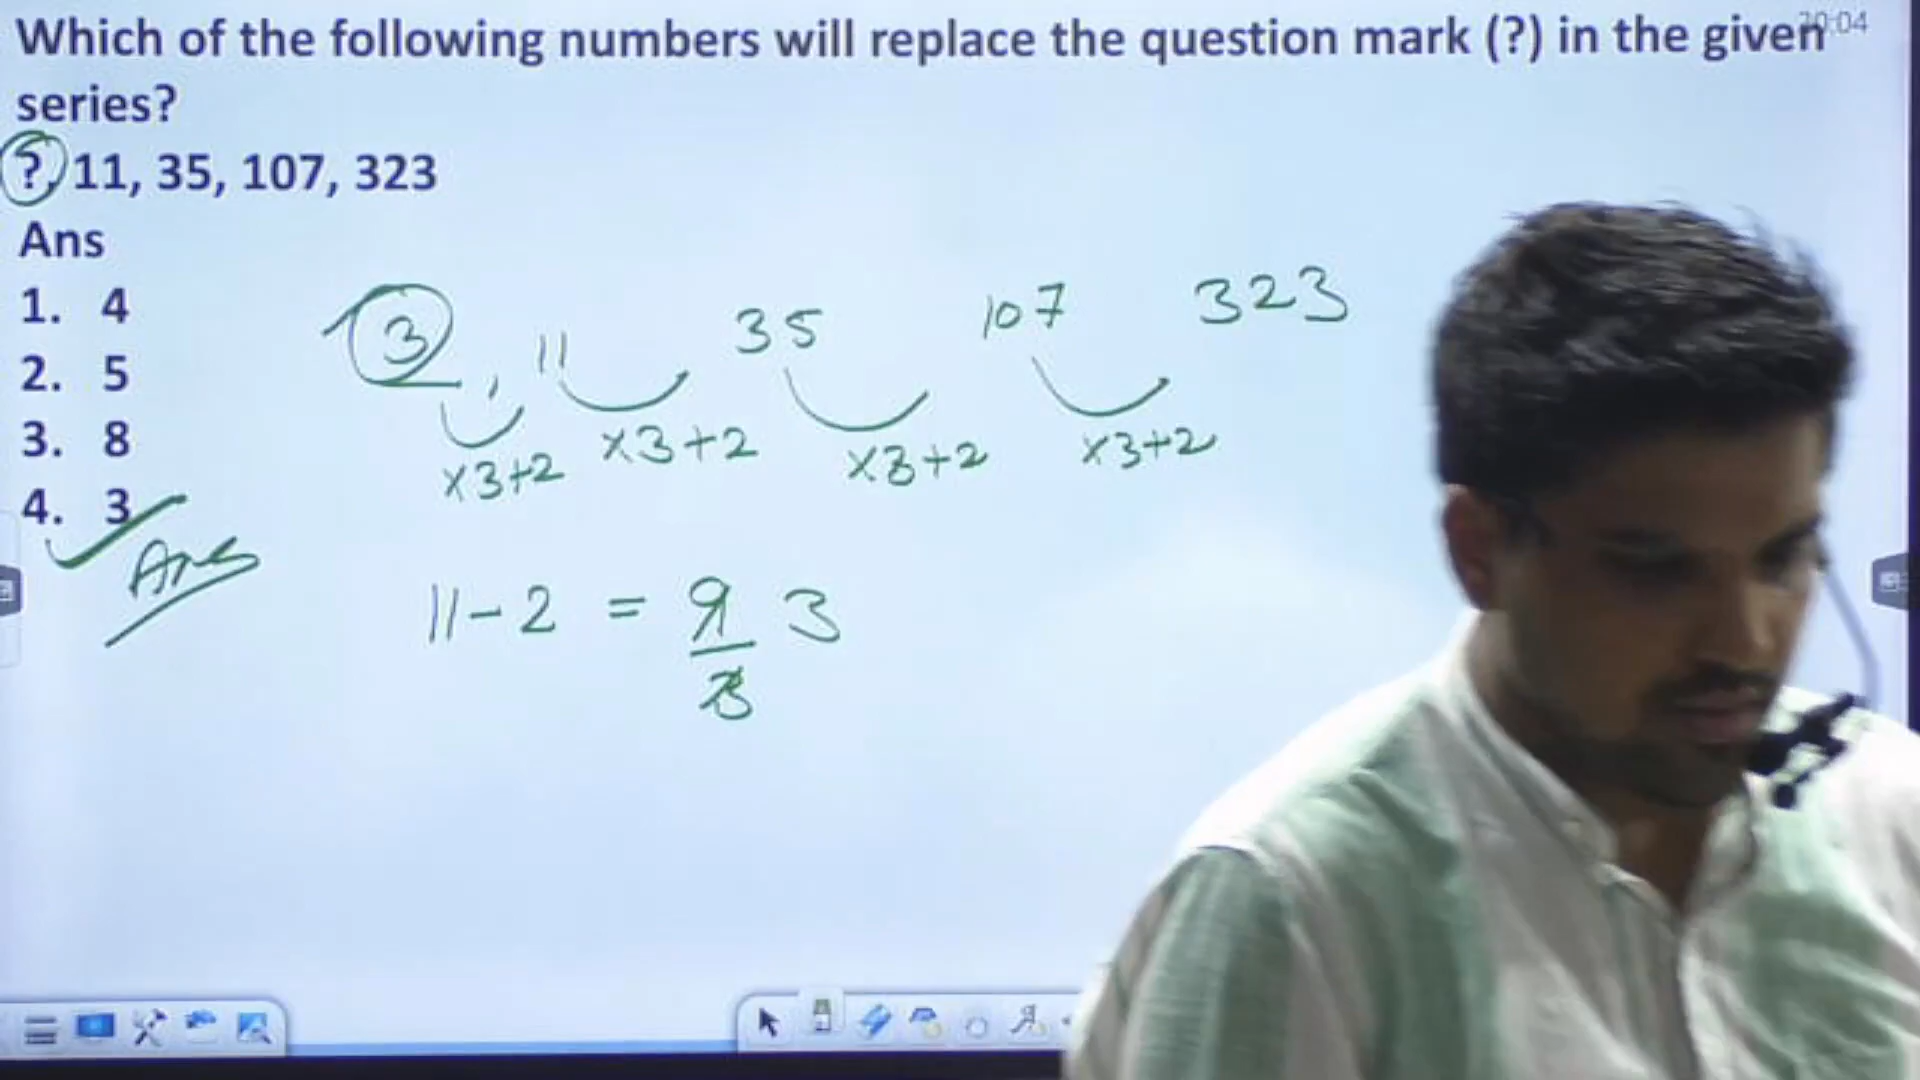 Which of the following numbers will replace the question mark (?) in the given
20:04
series?
?, 11, 35, 107, 323
Ans
1. 4
2. 5
3. 8
4. 3
Ans
3, 11 35 107 323
×3+2 ×3+2 ×3+2 ×3+2
11-2 = 9 3
3